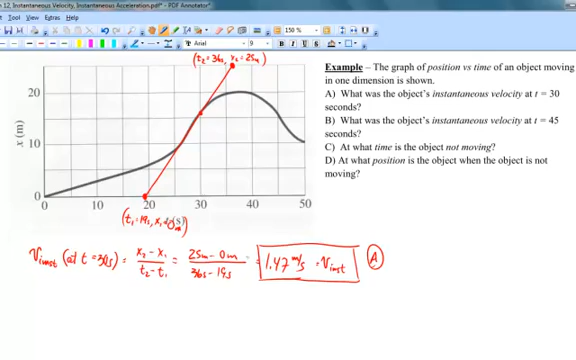 12, Instantaneous Velocity, Instantaneous Acceleration.pdf* - PDF Annotator
Tool View Extras
150 %
Arial 9
(t₂ = 36s, x₂ = 25m)
Example – The graph of position vs time of an object moving
in one dimension is shown.
A) What was the object's instantaneous velocity at t = 30
seconds?
B) What was the object's instantaneous velocity at t = 45
seconds?
C) At what time is the object not moving?
D) At what position is the object when the object is not
moving?
x (m)
20
10
0
0 10 20 30 40 50
(t₁ = 19s, x₁
(s)
Vinst (at t = 30s) = x₂ - x₁ / t₂ - t₁ = 25m - 0m / 36s - 19s = 1.47 m/s = Vinst A